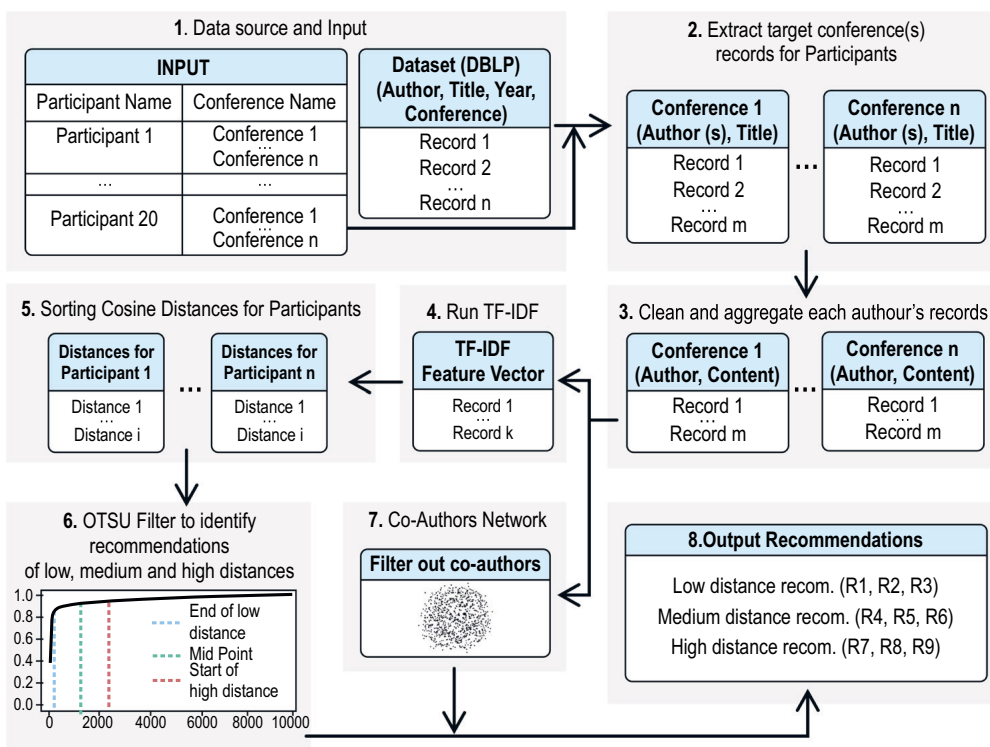 1. Data source and Input
INPUT
Participant Name
Conference Name
Participant 1
Conference 1
...
Conference n
...
...
Participant 20
Conference 1
...
Conference n
Dataset (DBLP)
(Author, Title, Year,
Conference)
Record 1
Record 2
...
Record n
2. Extract target conference(s)
records for Participants
Conference 1
(Author (s), Title)
Record 1
Record 2
...
Record m
...
Conference n
(Author (s), Title)
Record 1
Record 2
...
Record m
3. Clean and aggregate each authour's records
Conference 1
(Author, Content)
Record 1
...
Record m
...
Conference n
(Author, Content)
Record 1
...
Record m
4. Run TF-IDF
TF-IDF
Feature Vector
Record 1
...
Record k
5. Sorting Cosine Distances for Participants
Distances for
Participant 1
Distance 1
...
Distance i
...
Distances for
Participant n
Distance 1
...
Distance i
6. OTSU Filter to identify
recommendations
of low, medium and high distances
1.0
0.8
0.6
0.4
0.2
0.0
0 2000 4000 6000 8000 10000
End of low
distance
Mid Point
Start of
high distance
7. Co-Authors Network
Filter out co-authors
8.Output Recommendations
Low distance recom. (R1, R2, R3)
Medium distance recom. (R4, R5, R6)
High distance recom. (R7, R8, R9)